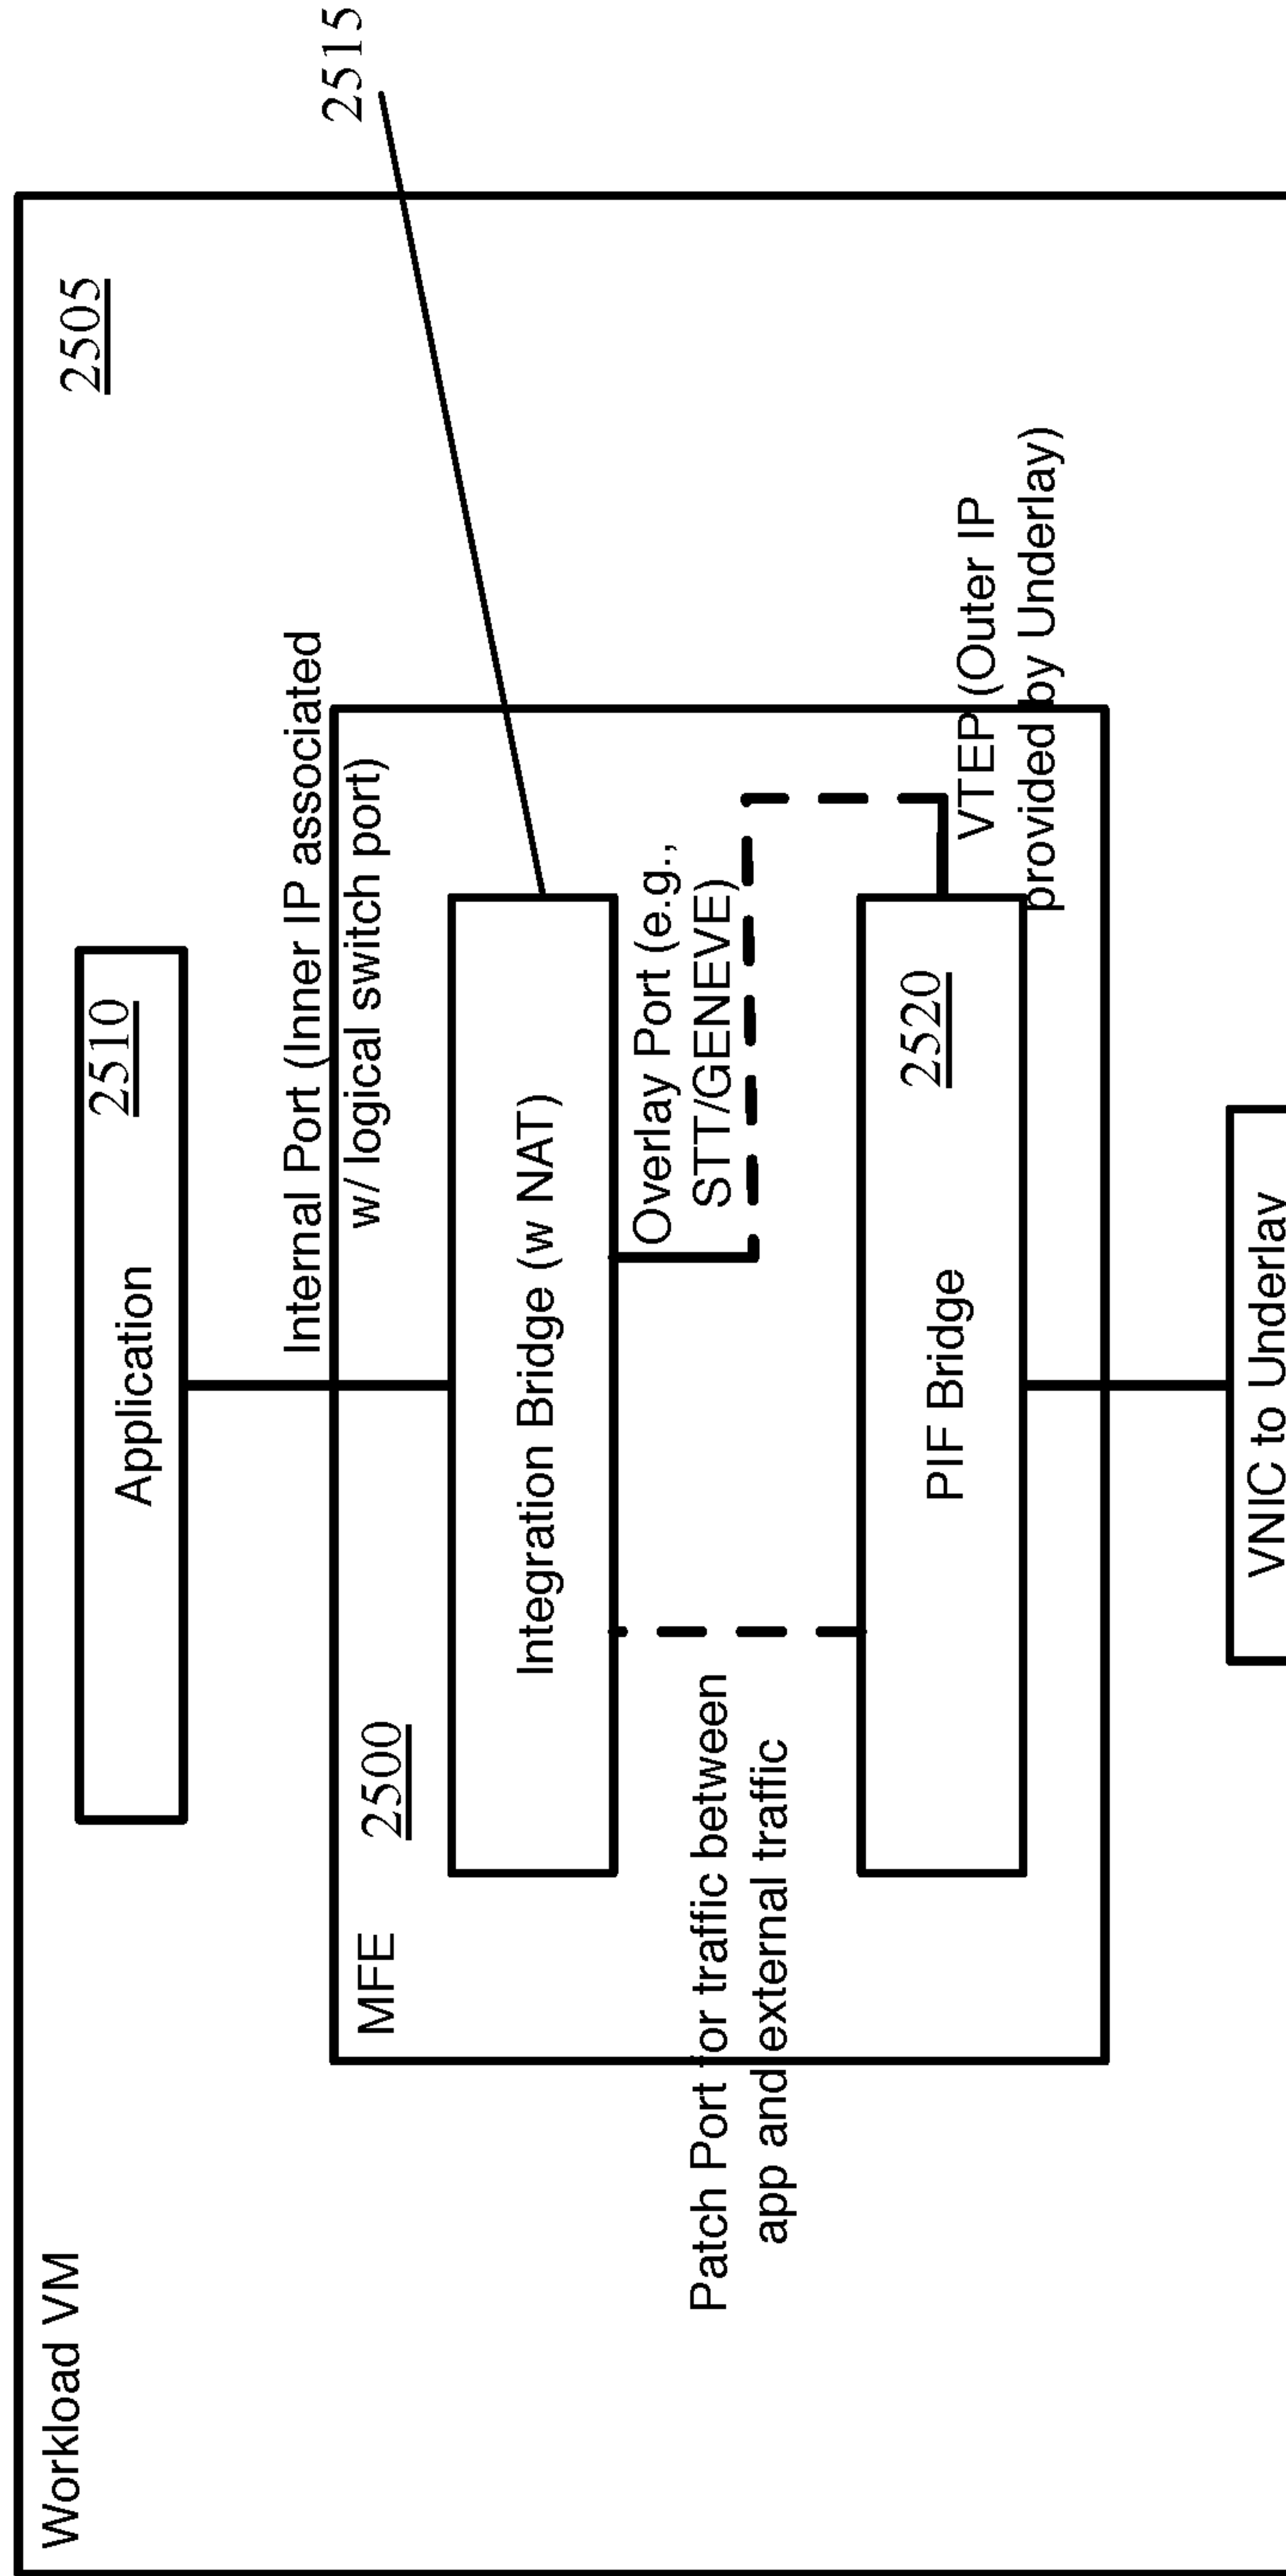 Workload VM
2505
2515
Application
2510
Internal Port (Inner IP associated
w/ logical switch port)
MFE
2500
Integration Bridge (w NAT)
Overlay Port (e.g.,
STT/GENEVE)
Patch Port for traffic between
app and external traffic
PIF Bridge
2520
VTEP (Outer IP
provided by Underlay)
VNIC to Underlay